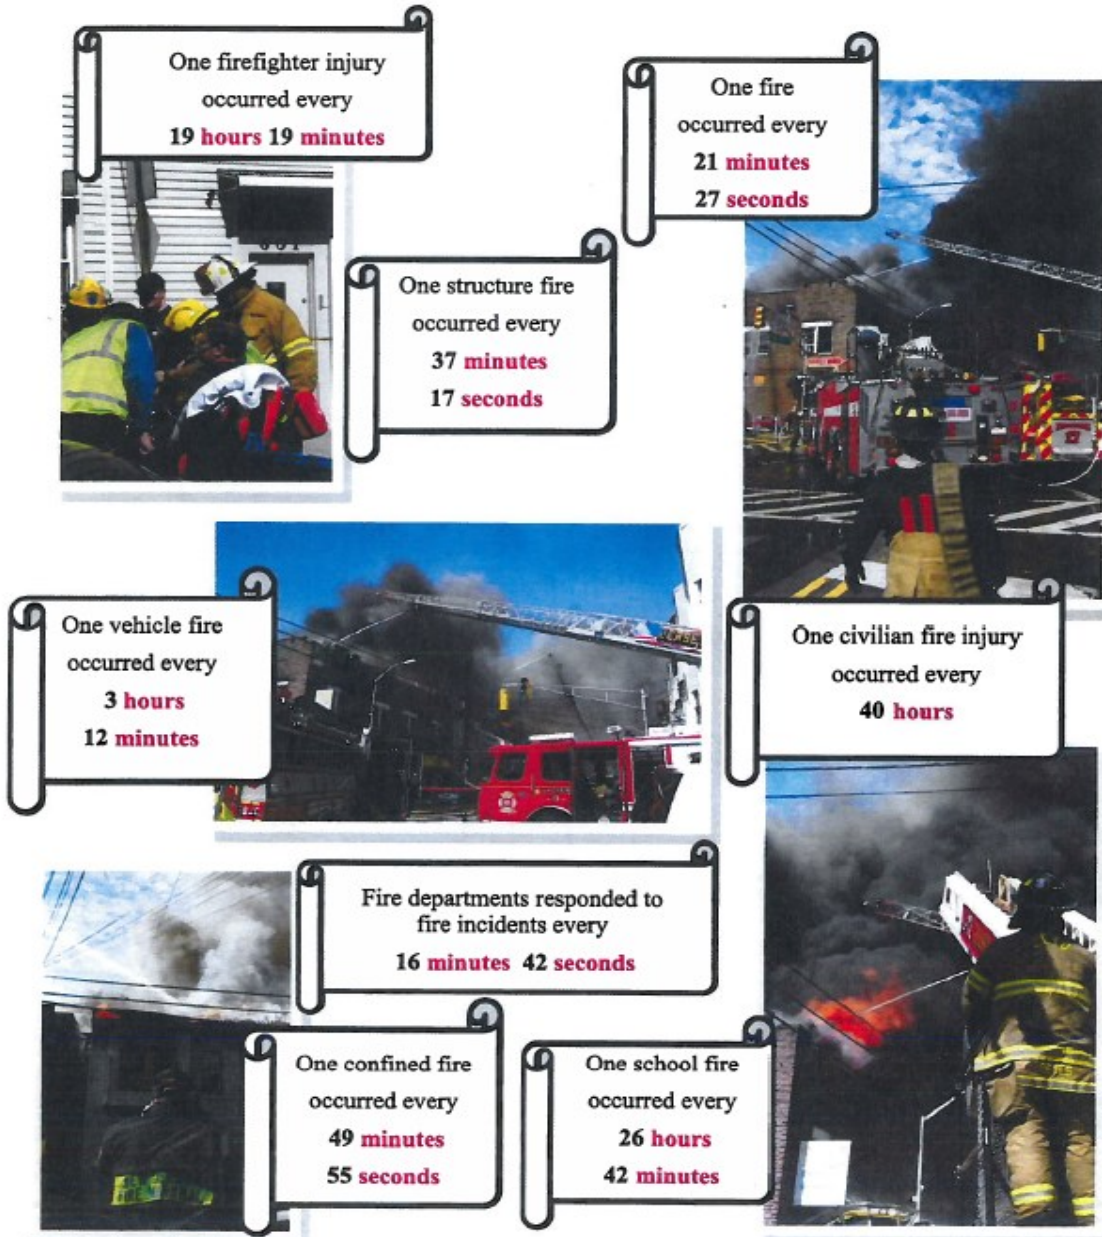 One firefighter injury
occurred every
19 hours 19 minutes
One fire
occurred every
21 minutes
27 seconds
One structure fire
occurred every
37 minutes
17 seconds
One vehicle fire
occurred every
3 hours
12 minutes
One civilian fire injury
occurred every
40 hours
Fire departments responded to
fire incidents every
16 minutes 42 seconds
One confined fire
occurred every
49 minutes
55 seconds
One school fire
occurred every
26 hours
42 minutes